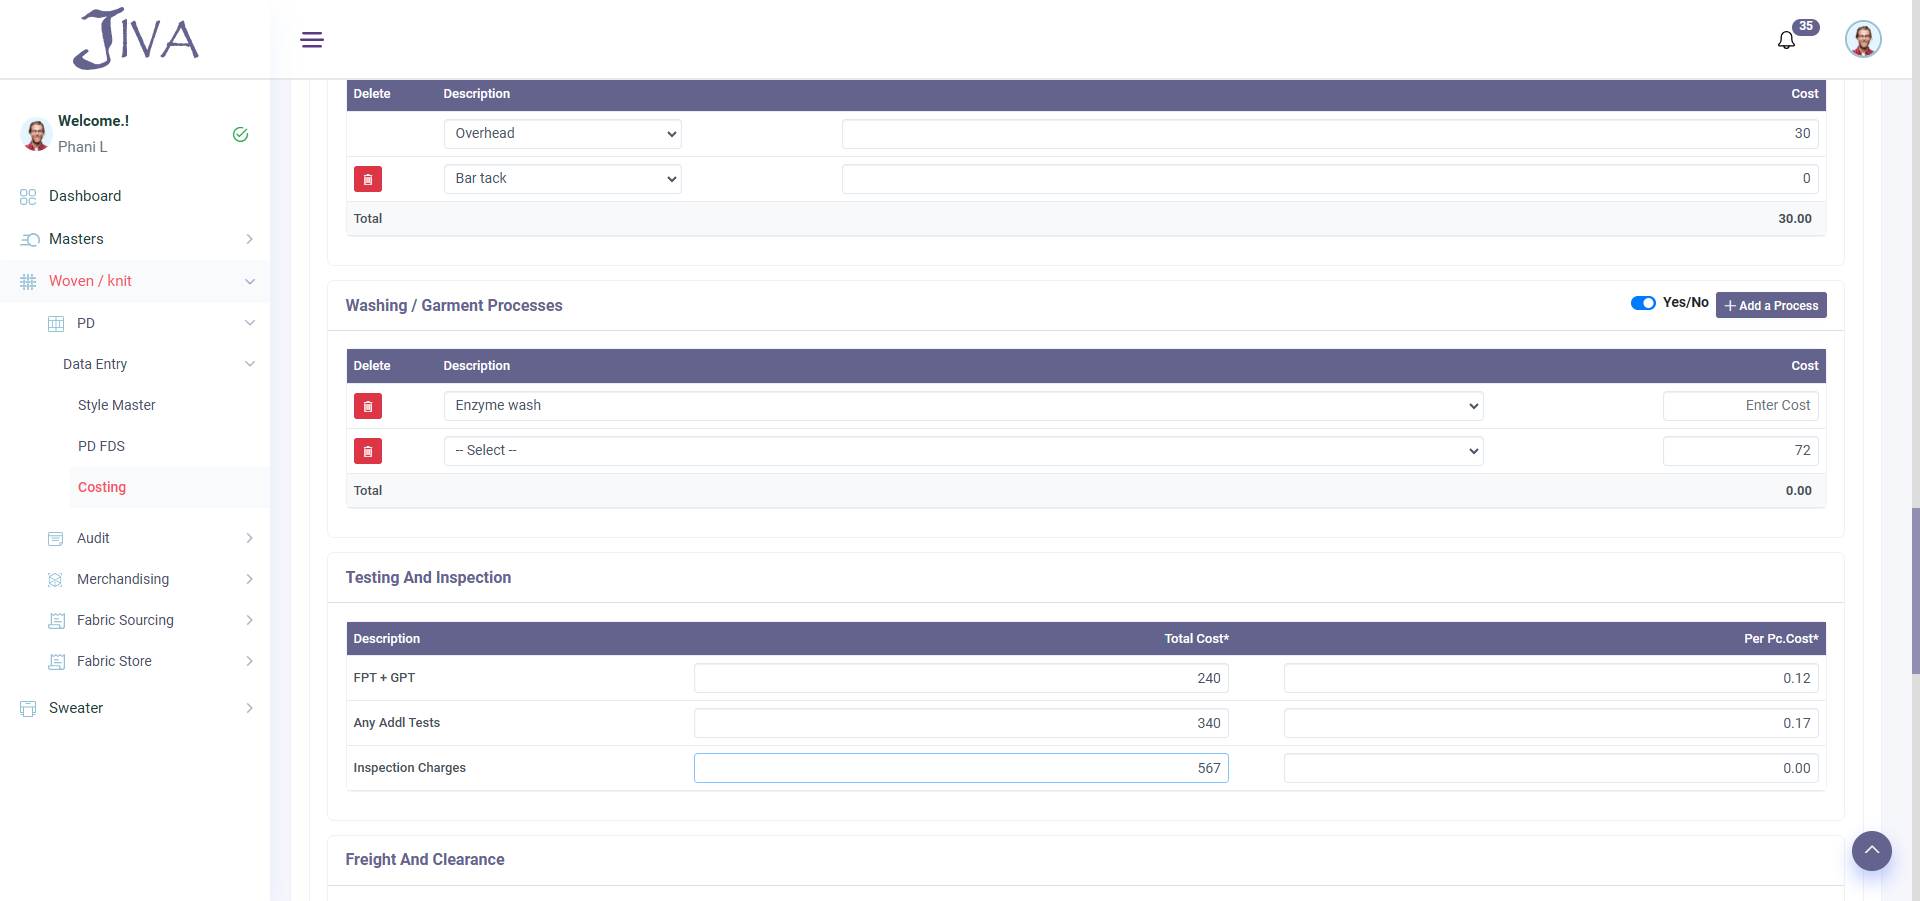 JIVA
35
Welcome.!
Phani L
Dashboard
Masters
Woven / knit
PD
Data Entry
Style Master
PD FDS
Costing
Audit
Merchandising
Fabric Sourcing
Fabric Store
Sweater
Delete Description Cost
Overhead 30
Bar tack 0
Total 30.00
Washing / Garment Processes Yes/No + Add a Process
Delete Description Cost
Enzyme wash Enter Cost
-- Select -- 72
Total 0.00
Testing And Inspection
Description Total Cost* Per Pc.Cost*
FPT + GPT 240 0.12
Any Addl Tests 340 0.17
Inspection Charges 567 0.00
Freight And Clearance